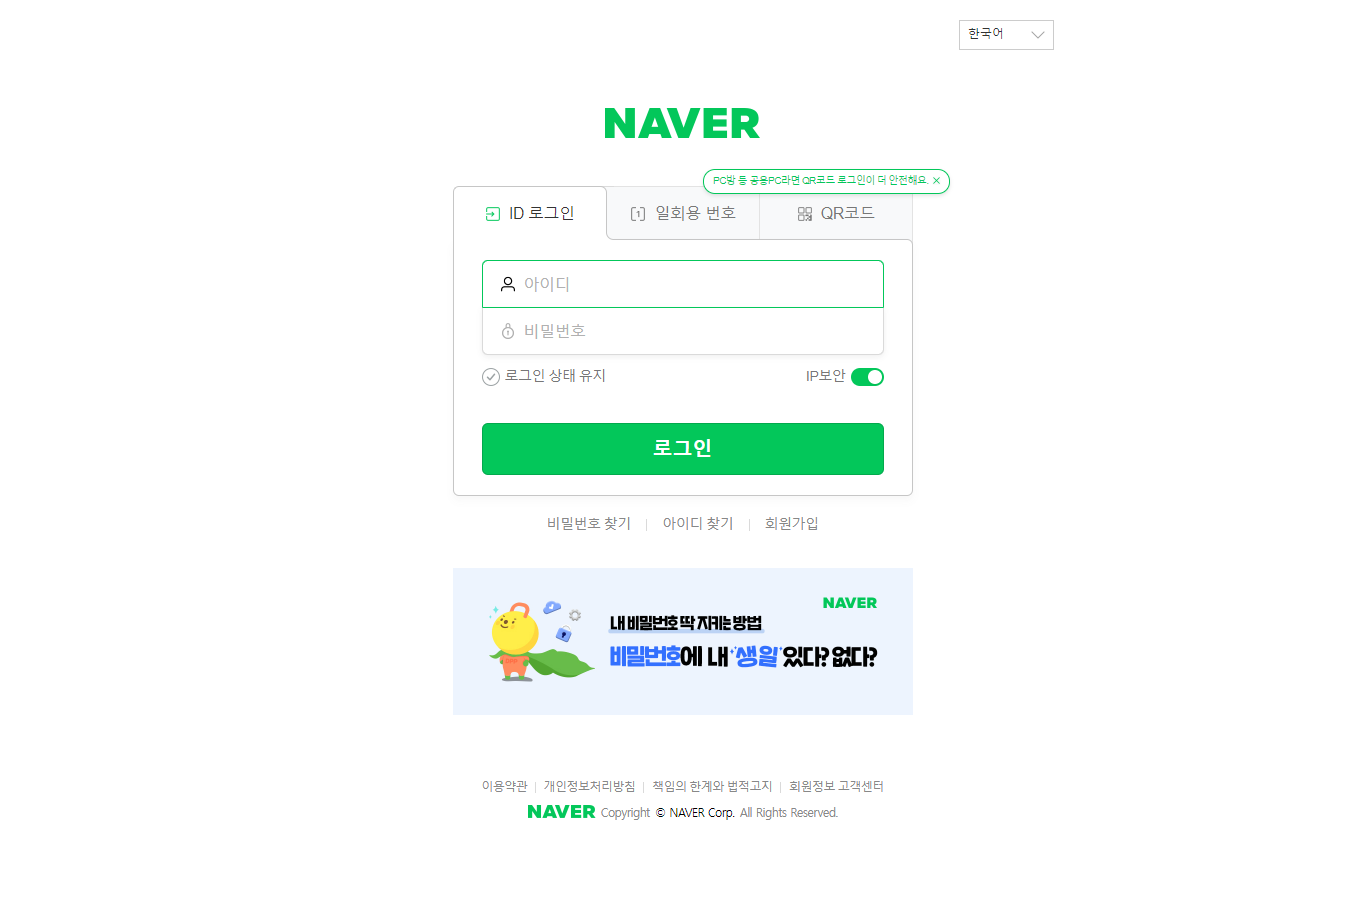 한국어
NAVER
PC방 등 공용PC라면 QR코드 로그인이 더 안전해요.
ID 로그인
1 일회용 번호
QR코드
아이디
비밀번호
로그인 상태 유지
IP보안
로그인
비밀번호 찾기
아이디 찾기
회원가입
NAVER
내 비밀번호 딱 지키는 방법
비밀번호에 내 '생일' 있다? 없다?
이용약관
개인정보처리방침
책임의 한계와 법적고지
회원정보 고객센터
NAVER Copyright © NAVER Corp. All Rights Reserved.